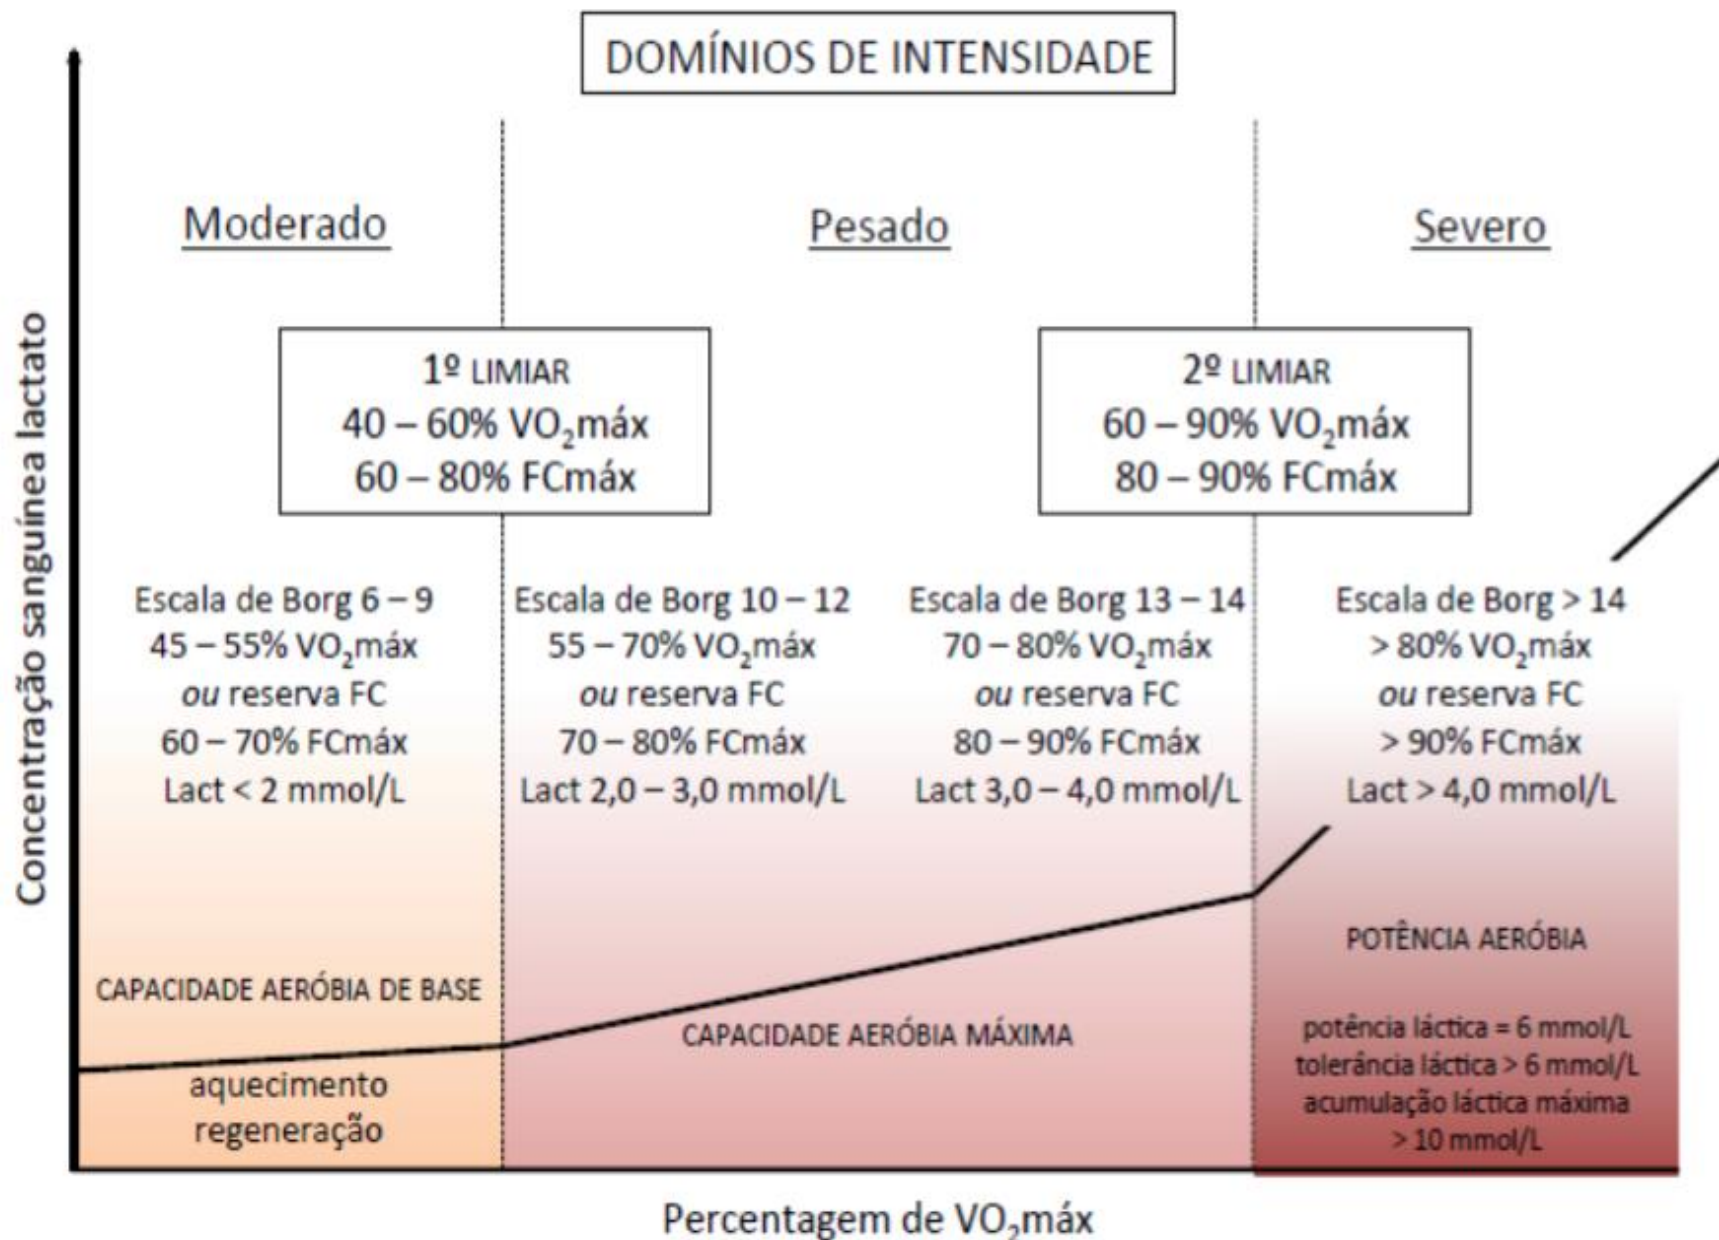 DOMÍNIOS DE INTENSIDADE
Moderado
Pesado
Severo
1º LIMIAR
40 – 60% VO₂máx
60 – 80% FCmáx
2º LIMIAR
60 – 90% VO₂máx
80 – 90% FCmáx
Concentração sanguínea lactato
Escala de Borg 6 – 9
45 – 55% VO₂máx
ou reserva FC
60 – 70% FCmáx
Lact < 2 mmol/L
Escala de Borg 10 – 12
55 – 70% VO₂máx
ou reserva FC
70 – 80% FCmáx
Lact 2,0 – 3,0 mmol/L
Escala de Borg 13 – 14
70 – 80% VO₂máx
ou reserva FC
80 – 90% FCmáx
Lact 3,0 – 4,0 mmol/L
Escala de Borg > 14
> 80% VO₂máx
ou reserva FC
> 90% FCmáx
Lact > 4,0 mmol/L
CAPACIDADE AERÓBIA DE BASE
aquecimento
regeneração
CAPACIDADE AERÓBIA MÁXIMA
POTÊNCIA AERÓBIA
potência láctica = 6 mmol/L
tolerância láctica > 6 mmol/L
acumulação láctica máxima
> 10 mmol/L
Percentagem de VO₂máx